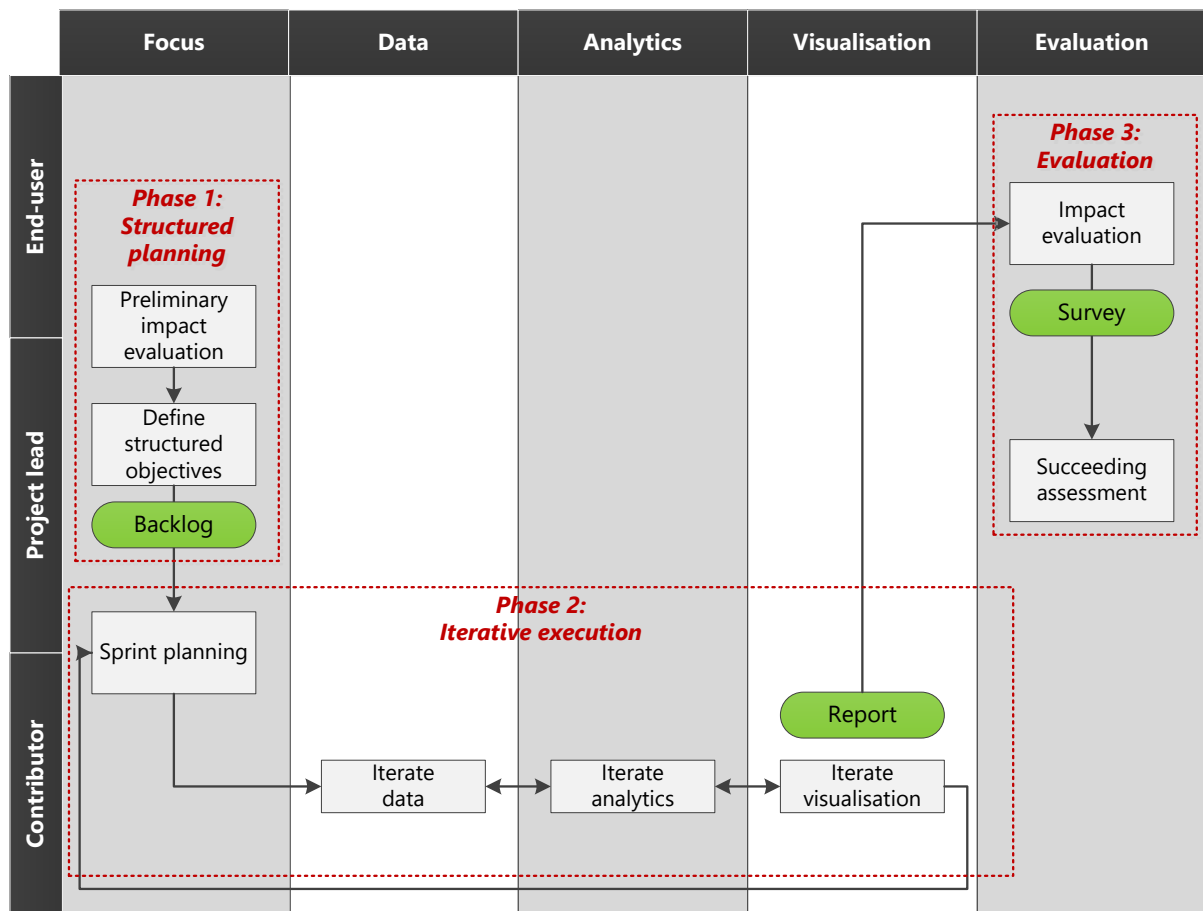 Focus
Data
Analytics
Visualisation
Evaluation
End-user
Project lead
Contributor
Phase 1:
Structured
planning
Preliminary
impact
evaluation
Define
structured
objectives
Backlog
Phase 2:
Iterative execution
Sprint planning
Iterate
data
Iterate
analytics
Iterate
visualisation
Report
Phase 3:
Evaluation
Impact
evaluation
Survey
Succeeding
assessment